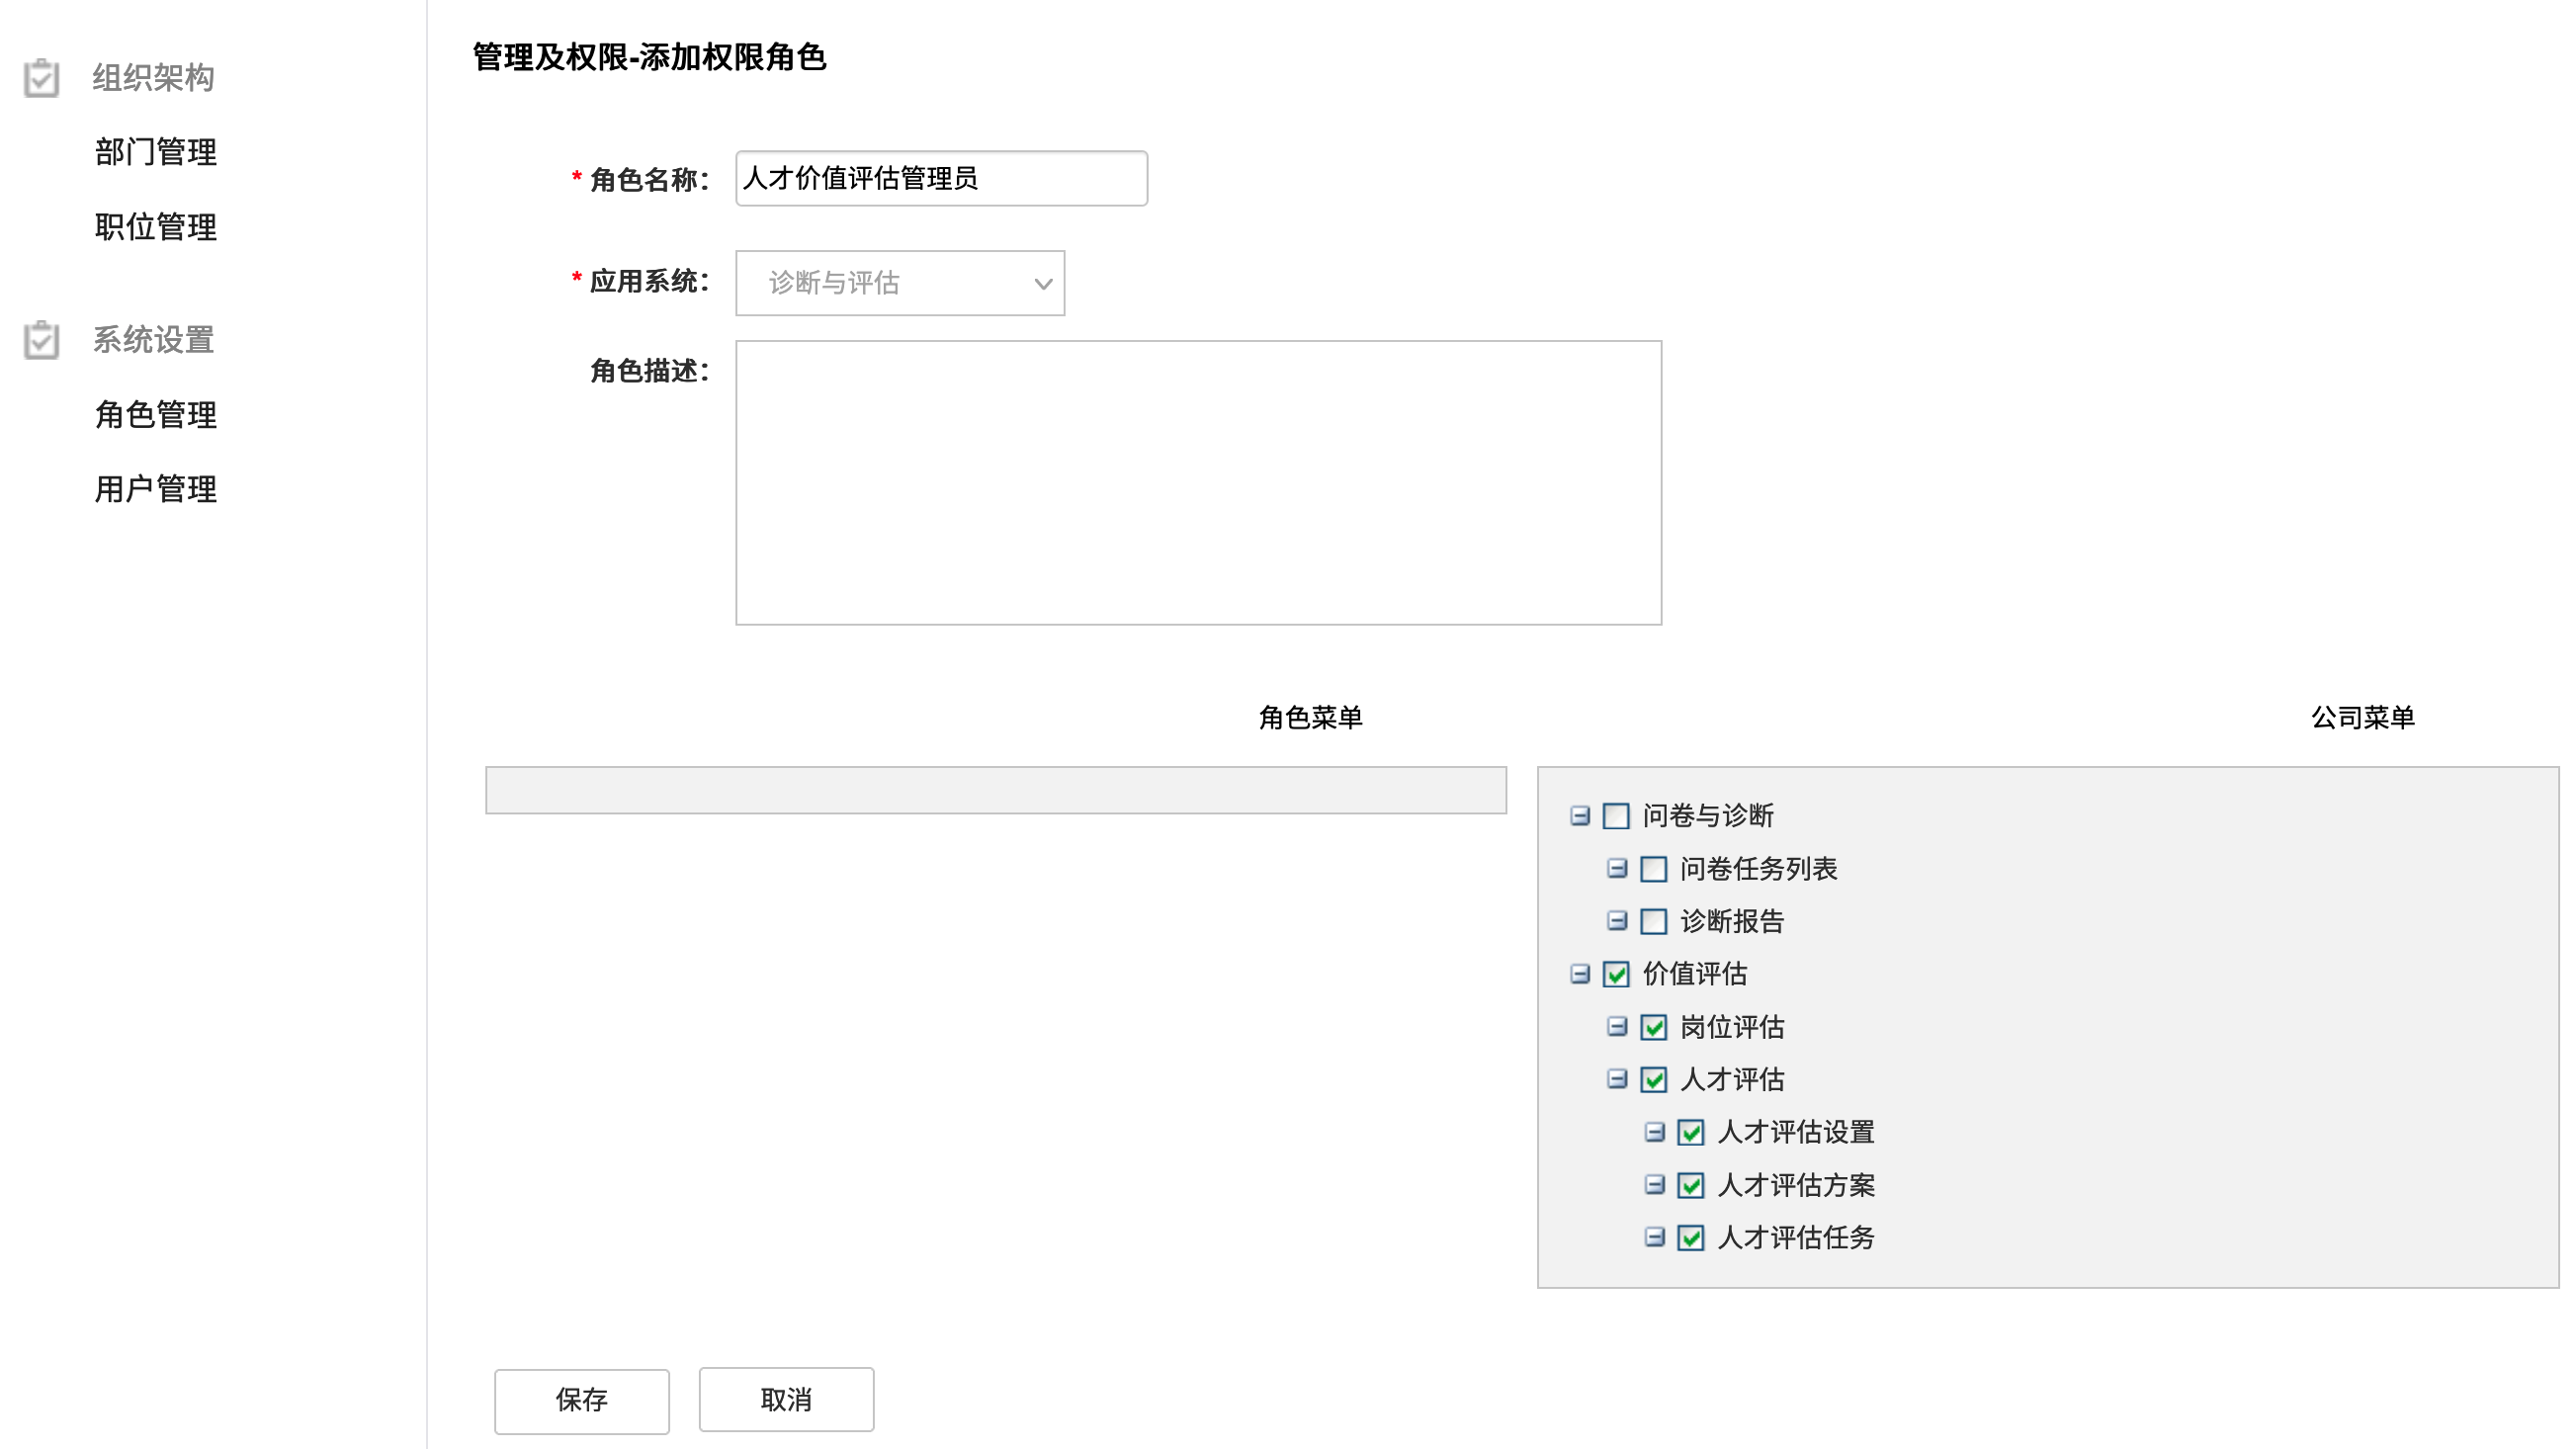 组织架构
部门管理
职位管理
系统设置
角色管理
用户管理
管理及权限-添加权限角色
* 角色名称： 人才价值评估管理员
* 应用系统： 诊断与评估
角色描述：
角色菜单
公司菜单
问卷与诊断
问卷任务列表
诊断报告
价值评估
岗位评估
人才评估
人才评估设置
人才评估方案
人才评估任务
保存
取消